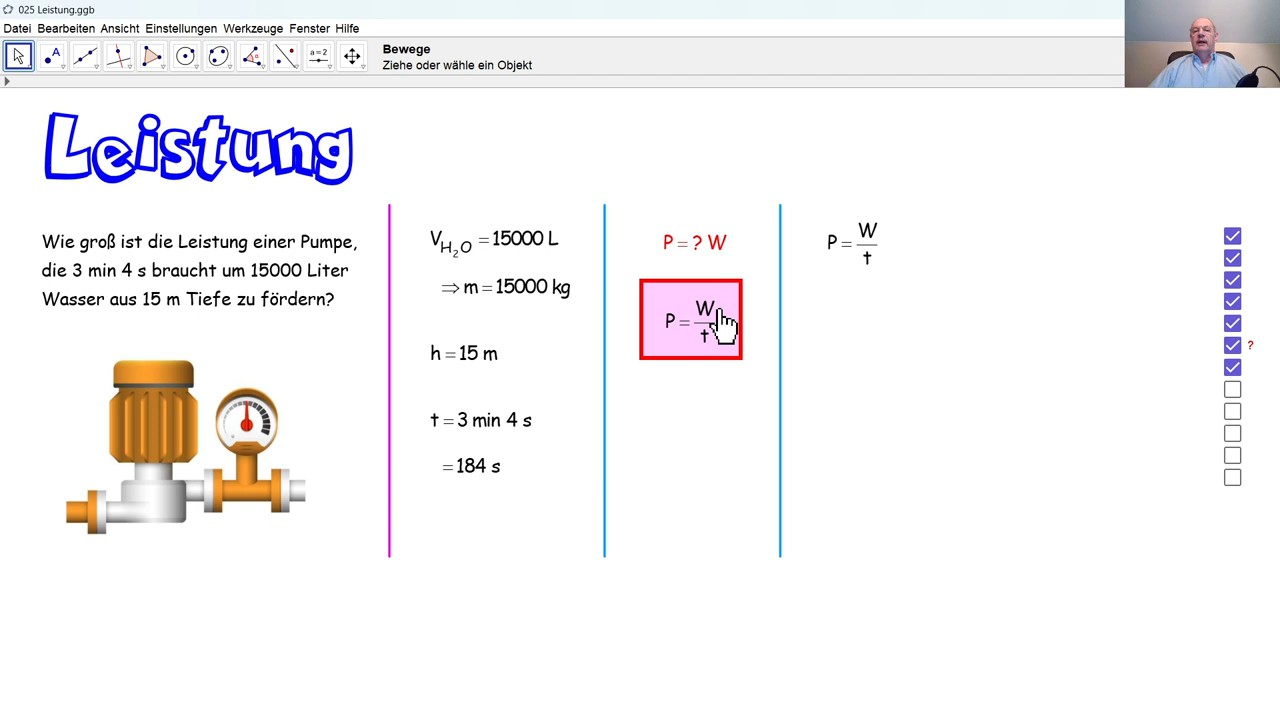 025 Leistung.ggb
Datei Bearbeiten Ansicht Einstellungen Werkzeuge Fenster Hilfe
A
a=2
Bewege
Ziehe oder wähle ein Objekt
Leistung
Wie groß ist die Leistung einer Pumpe,
die 3 min 4 s braucht um 15000 Liter
Wasser aus 15 m Tiefe zu fördern?
V_{H₂O} = 15000 L
⇒ m = 15000 kg
h = 15 m
t = 3 min 4 s
= 184 s
P = ? W
P = W/t
P = W/t
?